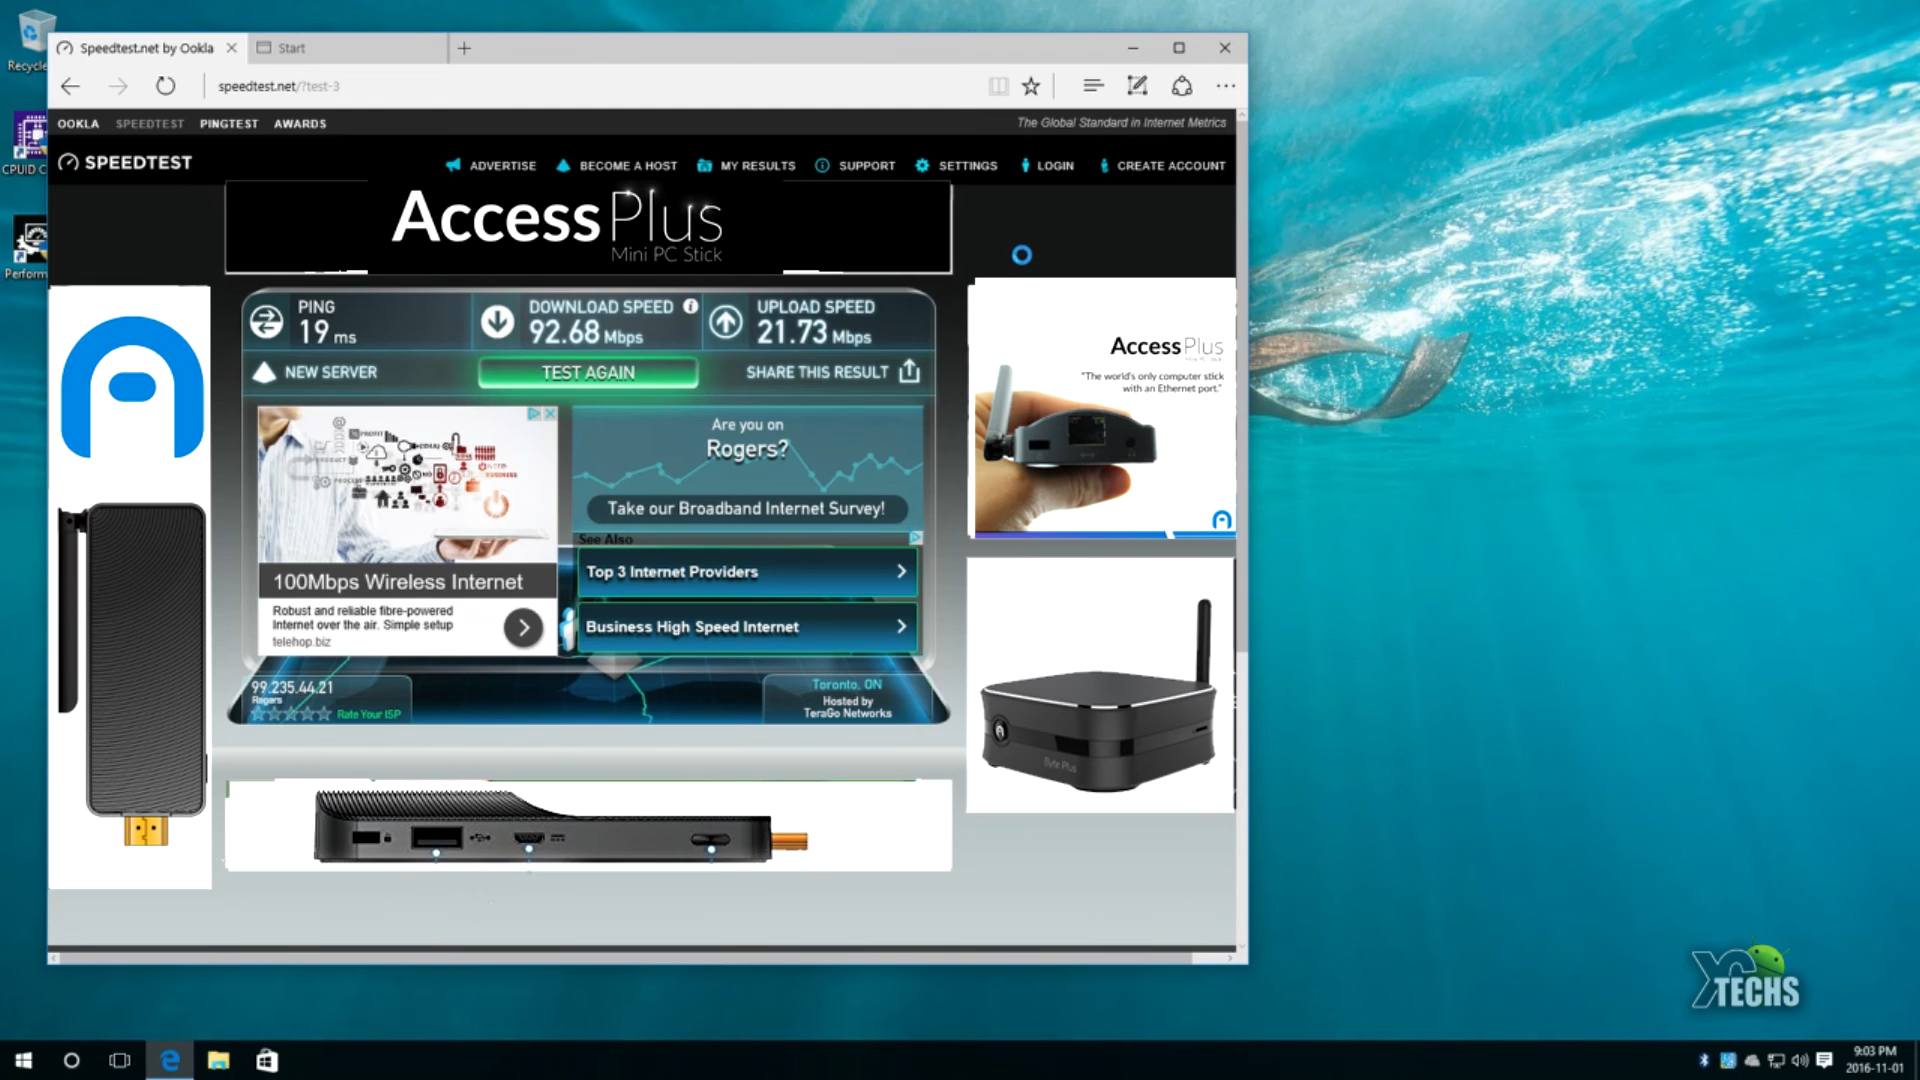 Recycle
CPUID C
Perform
Speedtest.net by Ookla
Start
speedtest.net/?test-3
OOKLA SPEEDTEST PINGTEST AWARDS
The Global Standard in Internet Metrics
SPEEDTEST
ADVERTISE BECOME A HOST MY RESULTS SUPPORT SETTINGS LOGIN CREATE ACCOUNT
AccessPlus
Mini PC Stick
PING
19 ms
DOWNLOAD SPEED
92.68 Mbps
UPLOAD SPEED
21.73 Mbps
NEW SERVER
TEST AGAIN
SHARE THIS RESULT
Are you on
Rogers?
Take our Broadband Internet Survey!
See Also
Top 3 Internet Providers
Business High Speed Internet
100Mbps Wireless Internet
Robust and reliable fibre-powered
Internet over the air. Simple setup
telehop.biz
99.235.44.21
Rogers
Rate Your ISP
Toronto, ON
Hosted by
TeraGo Networks
AccessPlus
"The world's only computer stick
with an Ethernet port."
Byte Plus
TECHS
9:03 PM
2016-11-01